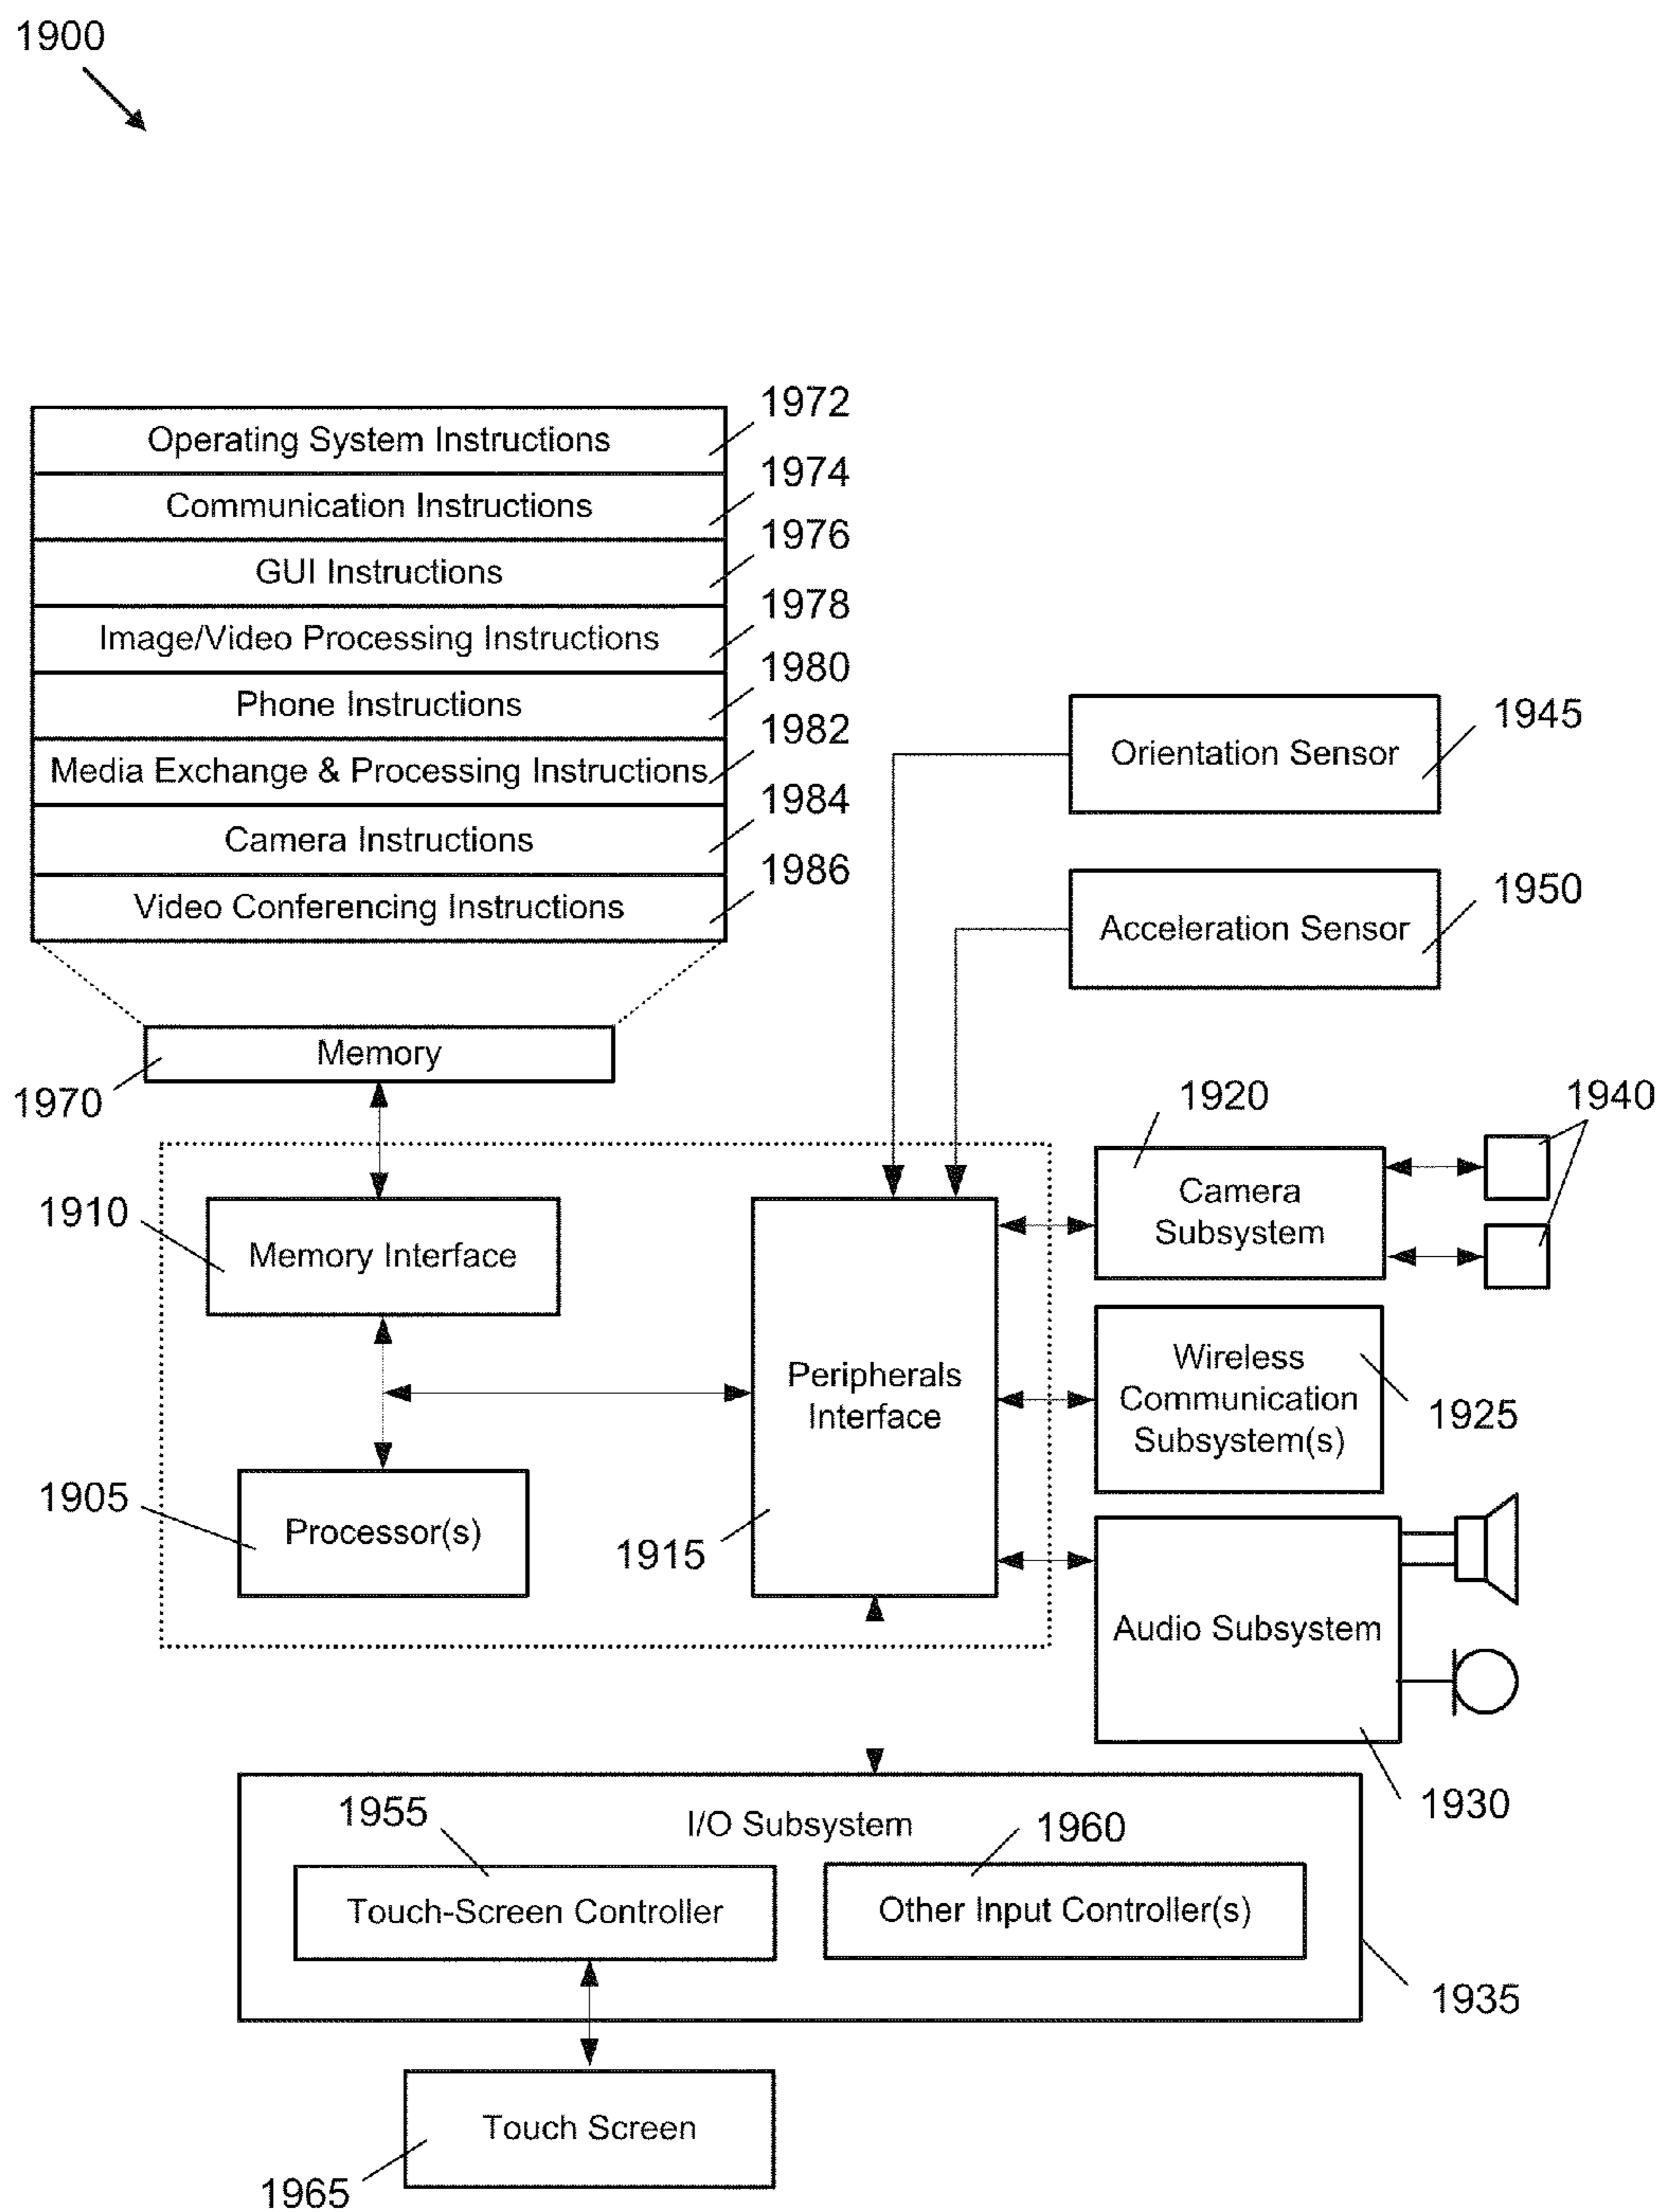 1900
1972
Operating System Instructions
1974
Communication Instructions
1976
GUI Instructions
1978
Image/Video Processing Instructions
1980
Phone Instructions
1982
Media Exchange & Processing Instructions
1984
Camera Instructions
1986
Video Conferencing Instructions
1945
Orientation Sensor
1950
Acceleration Sensor
Memory
1970
1920
1940
Camera
Subsystem
1910
Memory Interface
Peripherals
Interface
1915
Wireless
Communication
Subsystem(s)
1925
1905
Processor(s)
Audio Subsystem
1930
I/O Subsystem
1955
Touch-Screen Controller
1960
Other Input Controller(s)
1935
Touch Screen
1965